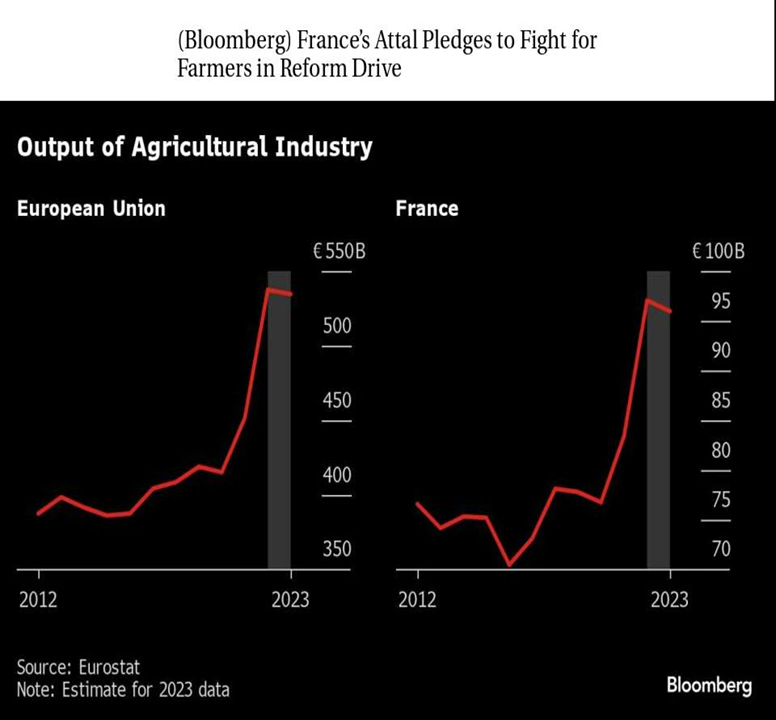 (Bloomberg) France’s Attal Pledges to Fight for
Farmers in Reform Drive
Output of Agricultural Industry
European Union
€ 550B
500
450
400
350
2012
2023
France
€ 100B
95
90
85
80
75
70
2012
2023
Source: Eurostat
Note: Estimate for 2023 data
Bloomberg